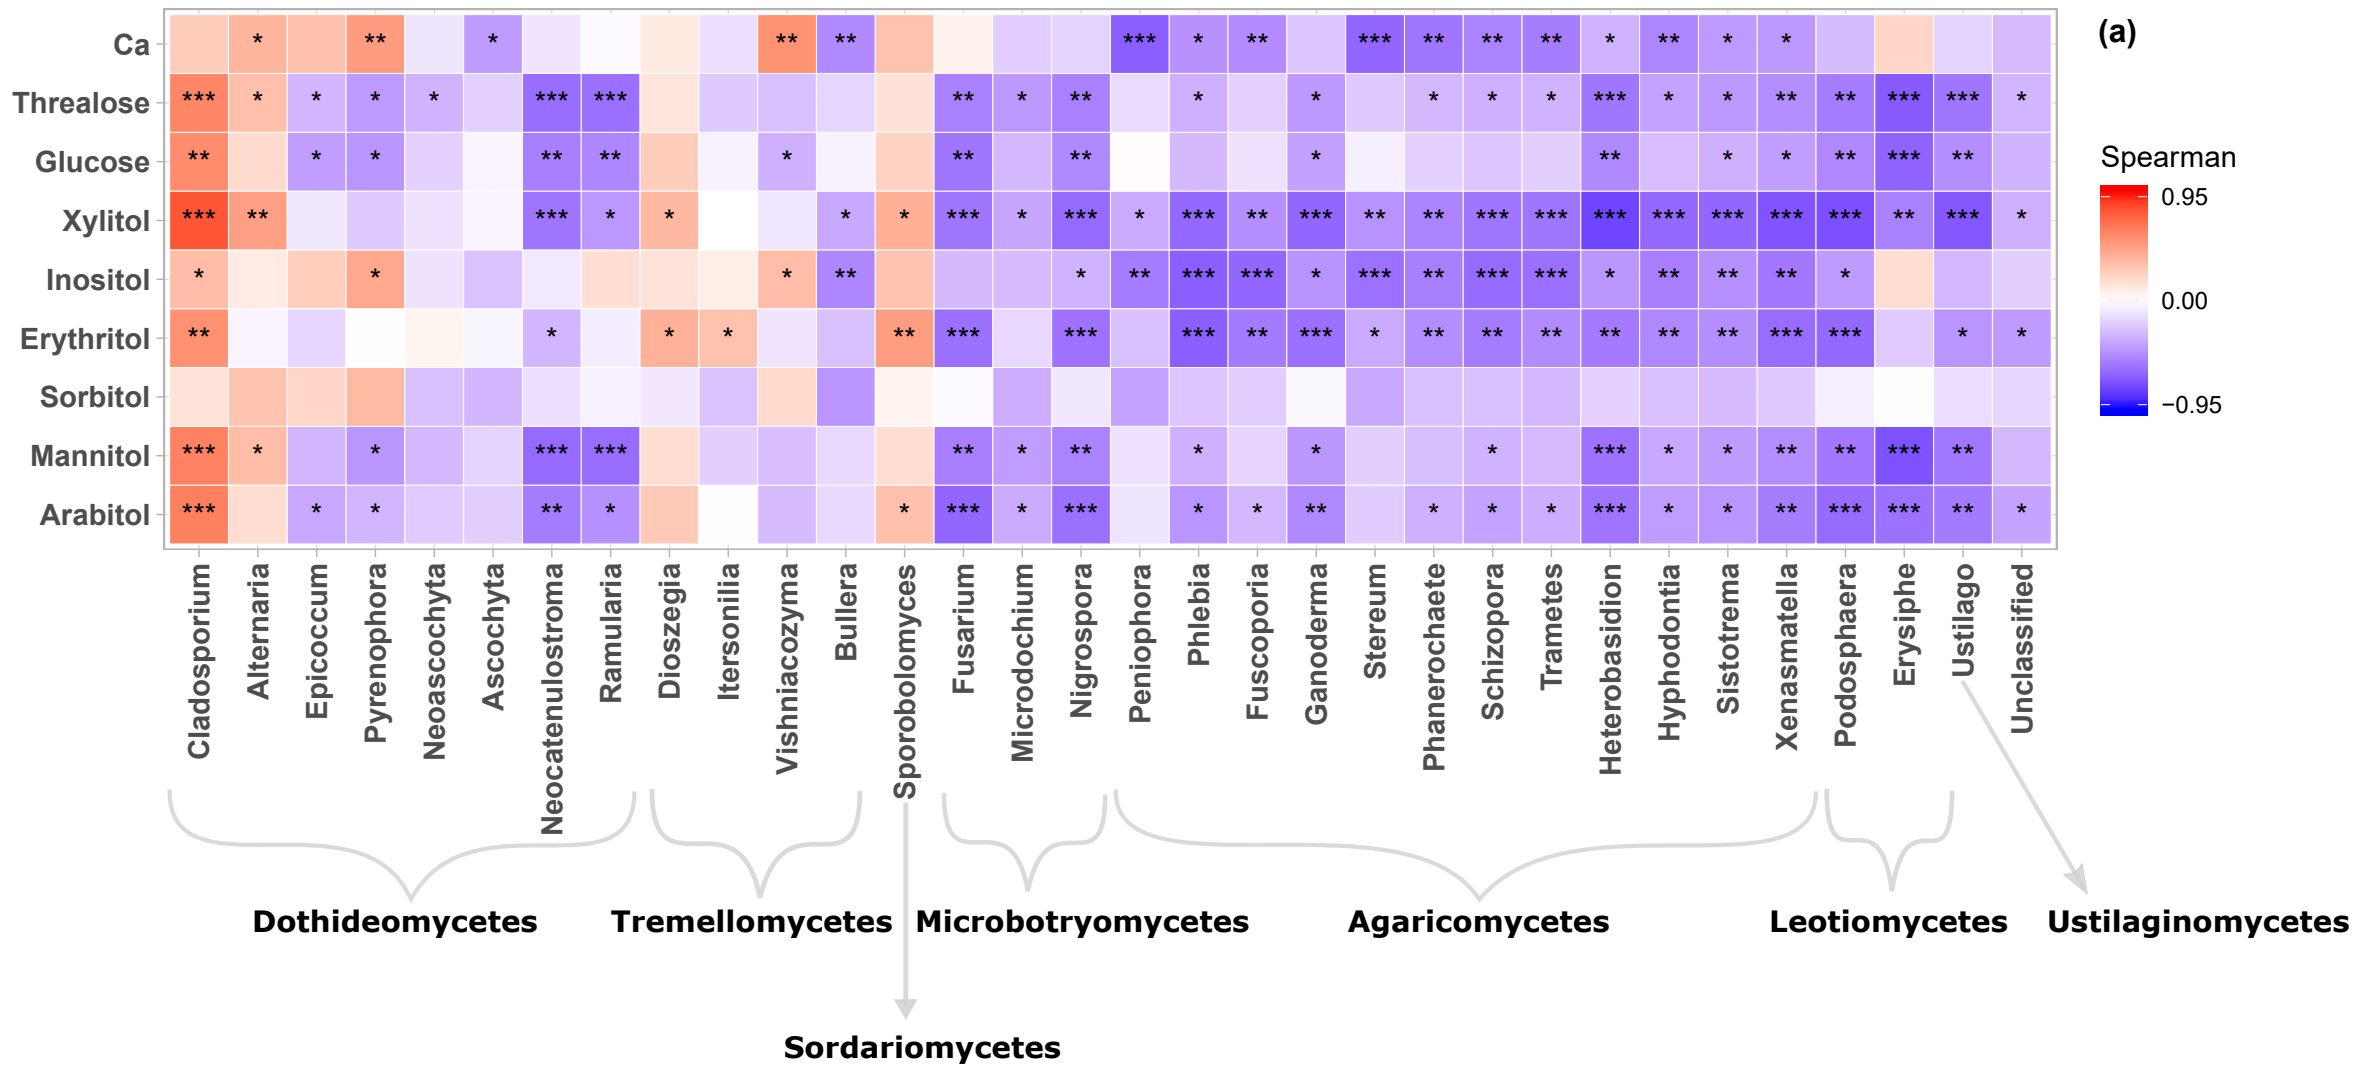 (a)
Ca * ** * ** ** *** * ** *** ** ** ** * ** * *
Threalose *** * * * * *** *** ** * ** * * * * * *** * * ** ** *** *** *
Glucose ** * * ** ** * ** ** * ** * * ** *** **
Xylitol *** ** *** * * * * *** * *** * *** ** *** ** ** *** *** *** *** *** *** *** ** *** *
Inositol * * * ** * ** *** *** * *** ** *** *** * ** ** ** *
Erythritol ** * * * ** *** *** *** ** *** * ** ** ** ** ** ** *** *** * *
Sorbitol
Mannitol *** * * *** *** ** * ** * * * *** * * ** ** *** **
Arabitol *** * * ** * * *** * *** * * ** * * * *** * * ** *** *** ** *
Spearman
0.95
0.00
−0.95
Cladosporium
Alternaria
Epicoccum
Pyrenophora
Neoascochyta
Ascochyta
Neocatenulostroma
Ramularia
Dioszegia
Itersonilia
Vishniacozyma
Bullera
Sporobolomyces
Fusarium
Microdochium
Nigrospora
Peniophora
Phlebia
Fuscoporia
Ganoderma
Stereum
Phanerochaete
Schizopora
Trametes
Heterobasidion
Hyphodontia
Sistotrema
Xenasmatella
Podosphaera
Erysiphe
Ustilago
Unclassified
Dothideomycetes
Tremellomycetes
Microbotryomycetes
Agaricomycetes
Leotiomycetes
Ustilaginomycetes
Sordariomycetes